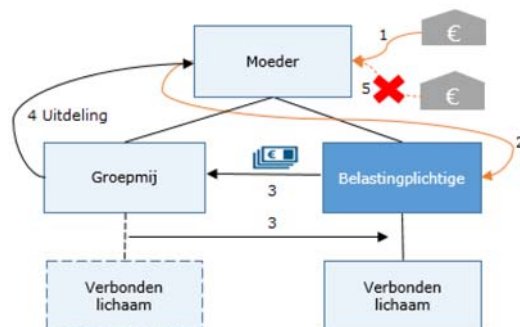 1
€
Moeder
5
€
4 Uitdeling
2
€
Groepmij
3
Belastingplichtige
3
Verbonden
lichaam
Verbonden
lichaam